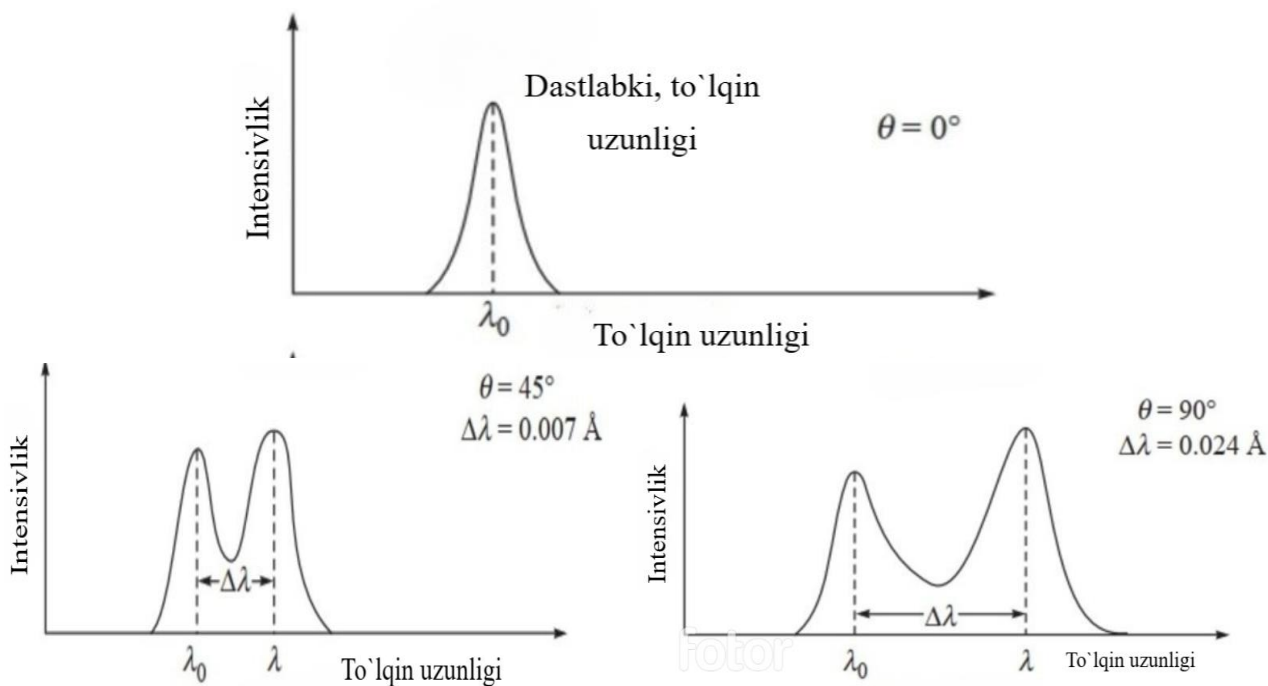 Intensivlik
Dastlabki, to`lqin
uzunligi
θ = 0°
λ0
To`lqin uzunligi
Intensivlik
θ = 45°
Δλ = 0.007 Å
Δλ
λ0
λ
To`lqin uzunligi
Intensivlik
θ = 90°
Δλ = 0.024 Å
Δλ
fotor
λ0
λ
To`lqin uzunligi